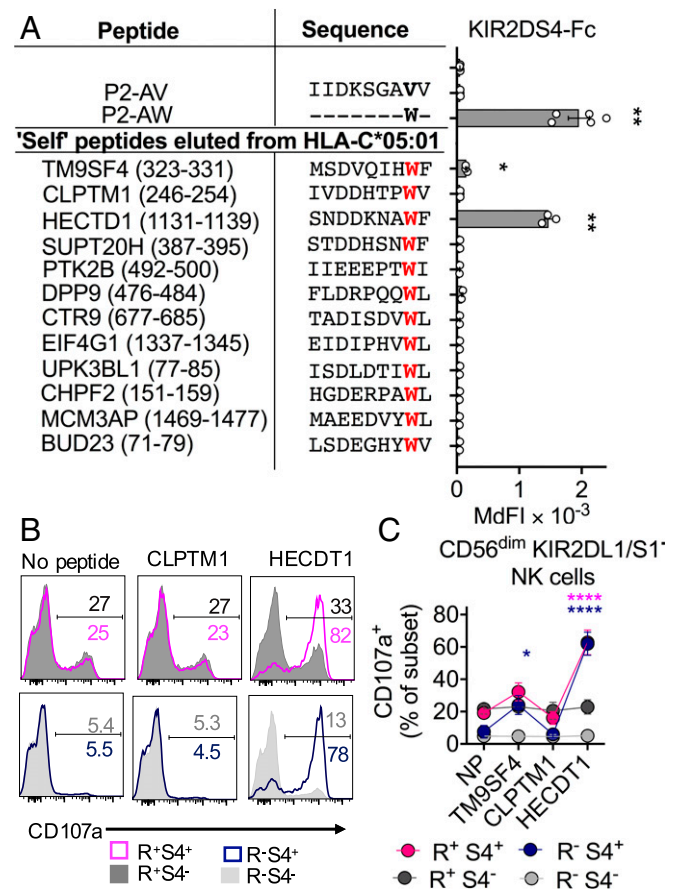 A Peptide Sequence KIR2DS4-Fc
P2-AV IIDKSGAVV
P2-AW -------W- **
'Self' peptides eluted from HLA-C*05:01
TM9SF4 (323-331) MSDVQIHWF *
CLPTM1 (246-254) IVDDHTPWV
HECTD1 (1131-1139) SNDDKNAWF **
SUPT20H (387-395) STDDHSNWF
PTK2B (492-500) IIEEEPTWI
DPP9 (476-484) FLDRPQQWL
CTR9 (677-685) TADISDVWL
EIF4G1 (1337-1345) EIDIPHVWL
UPK3BL1 (77-85) ISDLDTIWL
CHPF2 (151-159) HGDERPAWL
MCM3AP (1469-1477) MAEEDVYWL
BUD23 (71-79) LSDEGHYWV
0 1 2
MdFI × 10-3
B
No peptide CLPTM1 HECDT1
27 27 33
25 23 82
5.4 5.3 13
5.5 4.5 78
CD107a
R+S4+ R-S4+
R+S4- R-S4-
C
CD56dim KIR2DL1/S1-
NK cells
****
****
*
CD107a+
(% of subset)
80
60
40
20
0
NP TM9SF4 CLPTM1 HECDT1
R+ S4+ R- S4+
R+ S4- R- S4-